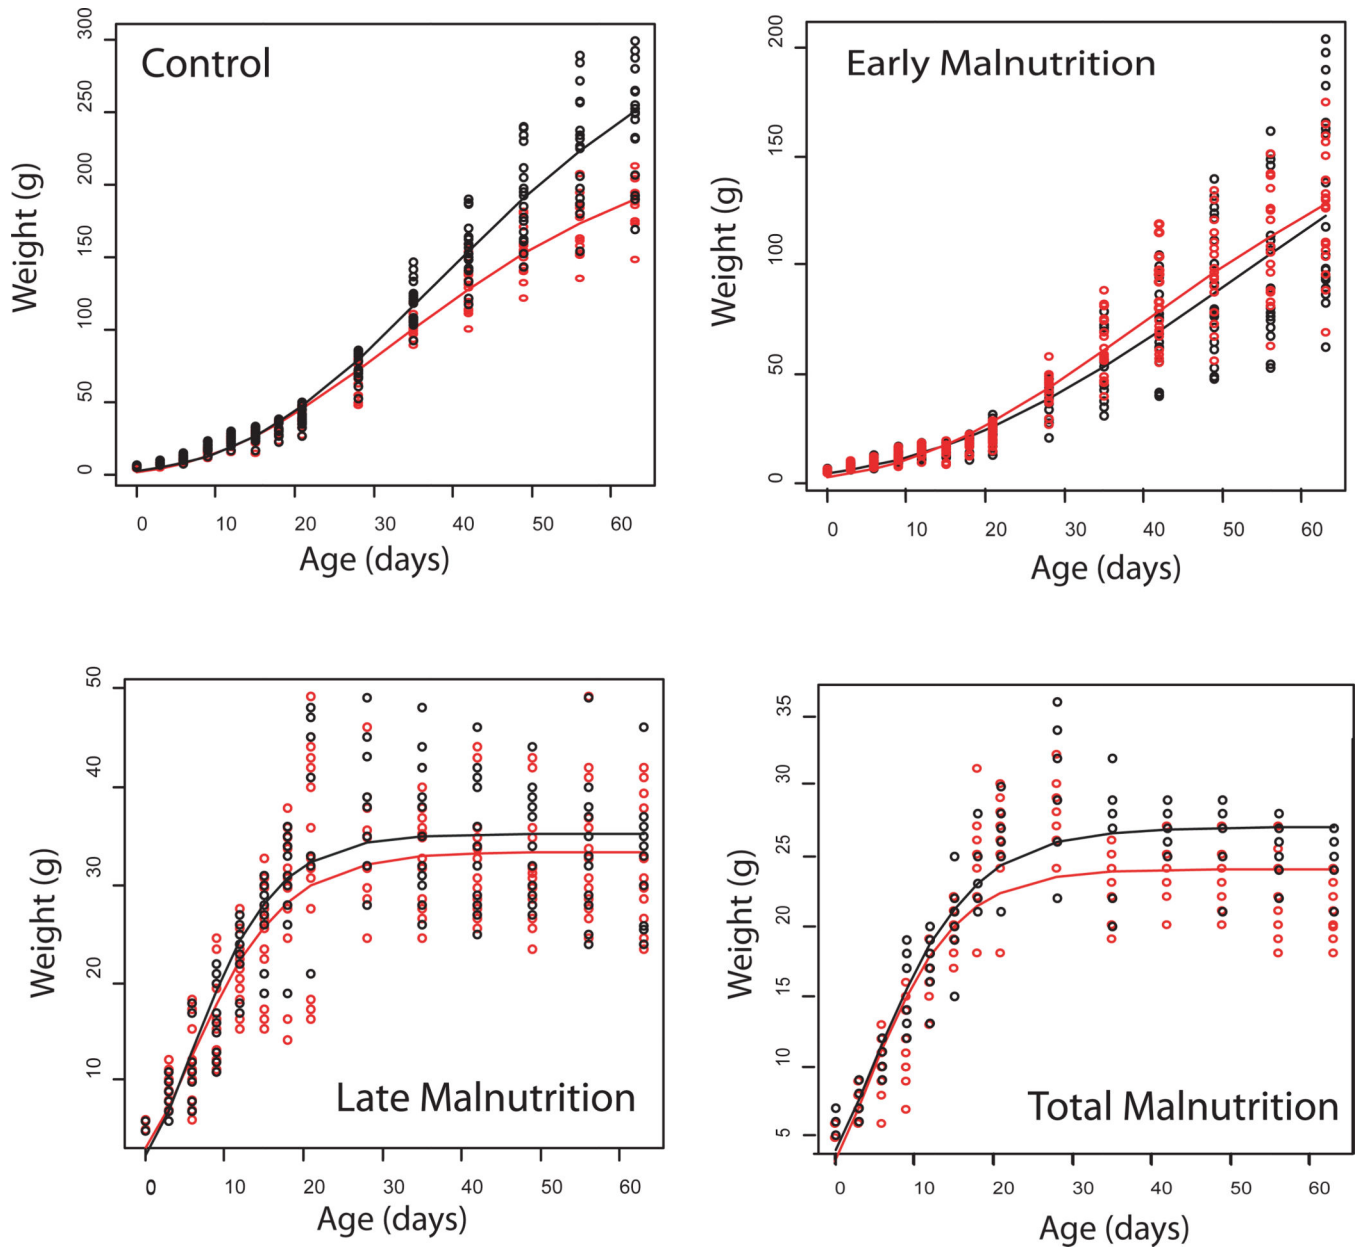 Control
Weight (g)
300
250
200
150
100
50
0
0 10 20 30 40 50 60
Age (days)
Early Malnutrition
Weight (g)
200
150
100
50
0
0 10 20 30 40 50 60
Age (days)
Late Malnutrition
Weight (g)
50
40
30
20
10
0 10 20 30 40 50 60
Age (days)
Total Malnutrition
Weight (g)
35
30
25
20
15
10
5
0 10 20 30 40 50 60
Age (days)